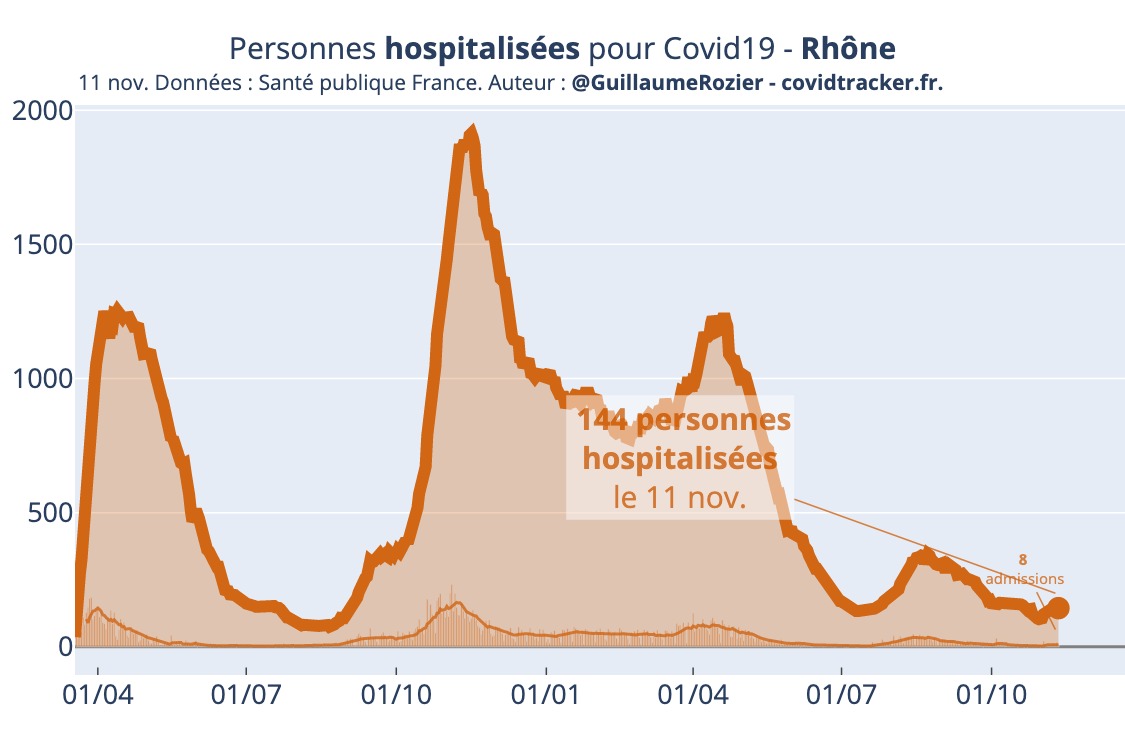 Personnes hospitalisées pour Covid19 - Rhône
11 nov. Données : Santé publique France. Auteur : @GuillaumeRozier - covidtracker.fr.
2000
1500
1000
500
0
144 personnes
hospitalisées
le 11 nov.
8
admissions
01/04
01/07
01/10
01/01
01/04
01/07
01/10